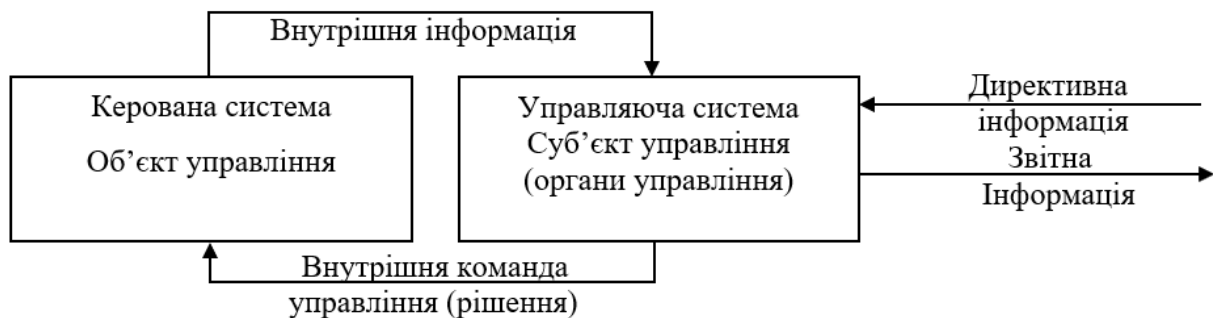 Внутрішня інформація
Керована система
Об’єкт управління
Управляюча система
Суб’єкт управління
(органи управління)
Директивна
інформація
Звітна
Інформація
Внутрішня команда
управління (рішення)